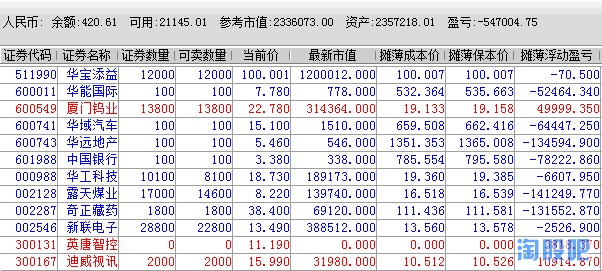 人民币: 余额:420.61 可用:21145.01 参考市值:2336073.00 资产:2357218.01 盈亏:-547004.75
证券代码 证券名称 证券数量 可卖数量 当前价 最新市值 摊薄成本价 摊薄保本价 摊薄浮动盈亏
511990 华宝添益 12000 12000 100.001 1200012.000 100.007 100.007 -70.500
600011 华能国际 100 100 7.780 778.000 532.364 535.663 -52464.340
600549 厦门钨业 13800 13800 22.780 314364.000 19.133 19.158 49999.350
600741 华域汽车 100 100 15.100 1510.000 659.508 662.416 -64447.250
600743 华远地产 100 100 5.460 546.000 1351.353 1365.008 -134594.900
601988 中国银行 100 100 3.380 338.000 785.554 795.580 -78222.860
000988 华工科技 10100 8100 18.730 189173.000 19.360 19.385 -6607.950
002128 露天煤业 17000 14600 8.220 139740.000 16.518 16.539 -141249.770
002287 奇正藏药 1800 1800 38.400 69120.000 111.436 111.581 -131552.870
002546 新联电子 28800 22800 13.490 388512.000 13.560 13.578 -2526.900
300131 英唐智控 0 0 11.190 0.000 0.000 0.000
300167 迪威视讯 2000 200 15.990 31980.000 10.512 10.526 10914.870
淘股吧